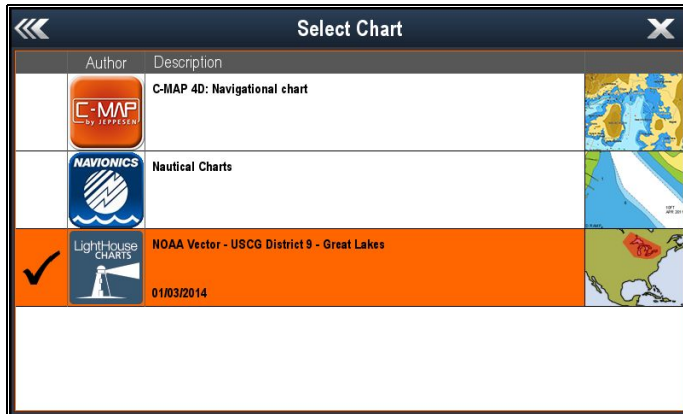 Select Chart
Author Description
C-MAP
by JEPPESEN
C-MAP 4D: Navigational chart
NAVIONICS
Nautical Charts
LightHouse
CHARTS
NOAA Vector - USCG District 9 - Great Lakes
01/03/2014